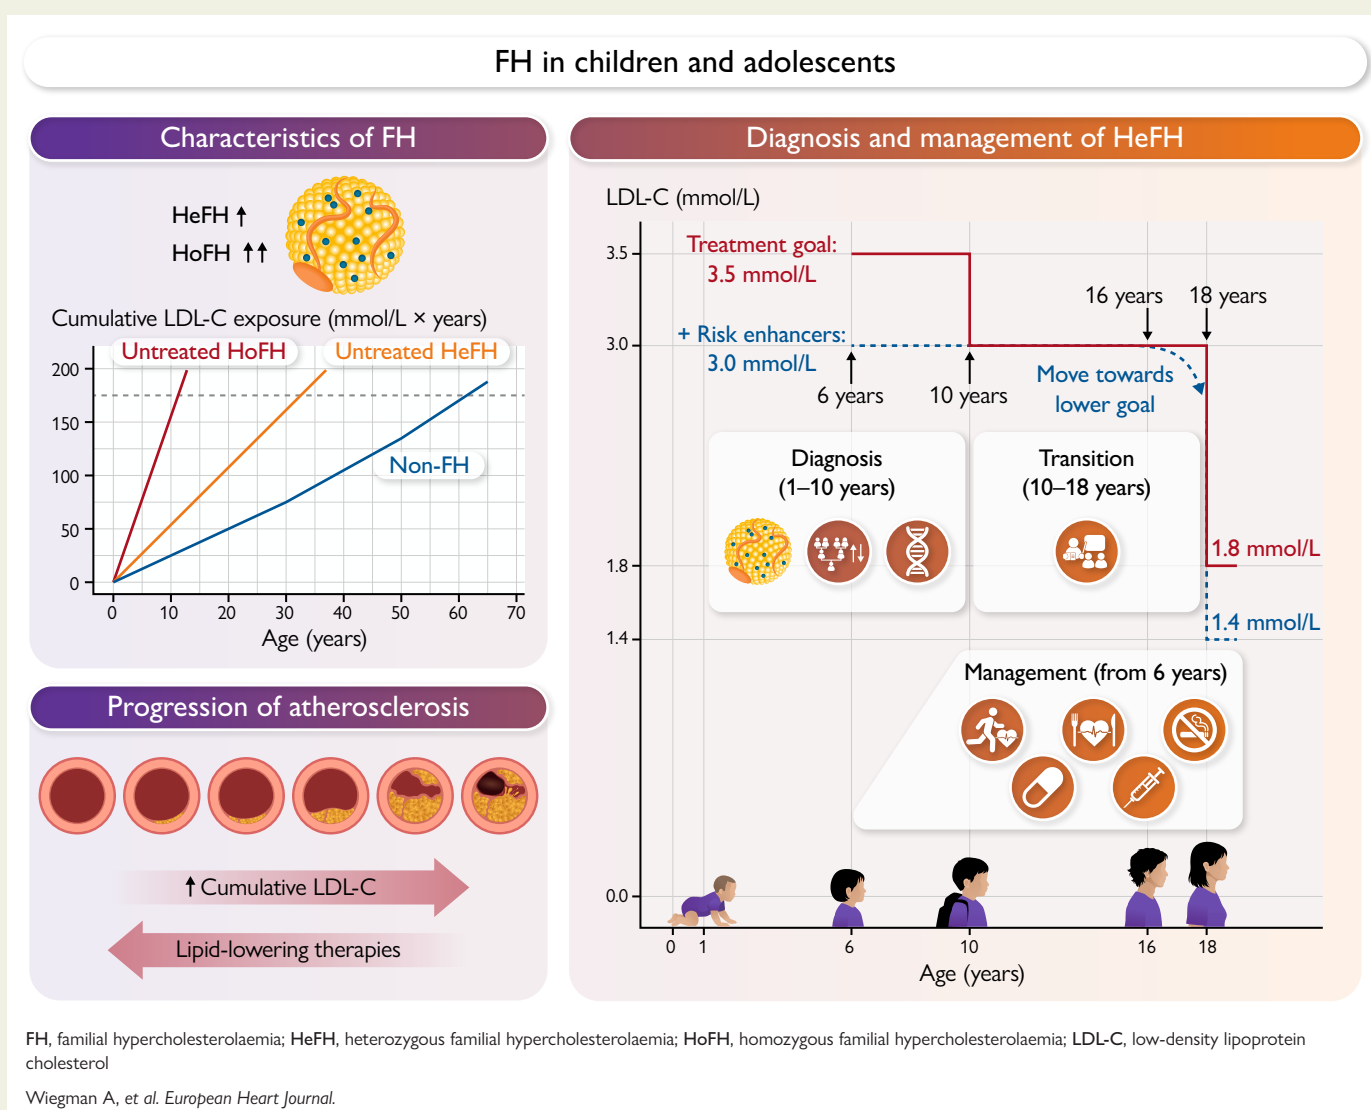 FH in children and adolescents
Characteristics of FH
HeFH ↑
HoFH ↑↑
Cumulative LDL-C exposure (mmol/L × years)
Untreated HoFH
Untreated HeFH
Non-FH
200
150
100
50
0
0 10 20 30 40 50 60 70
Age (years)
Progression of atherosclerosis
↑ Cumulative LDL-C
Lipid-lowering therapies
Diagnosis and management of HeFH
LDL-C (mmol/L)
3.5
3.0
1.8
1.4
0.0
Treatment goal:
3.5 mmol/L
+ Risk enhancers:
3.0 mmol/L
6 years
10 years
16 years
18 years
Move towards
lower goal
Diagnosis
(1–10 years)
Transition
(10–18 years)
1.8 mmol/L
1.4 mmol/L
Management (from 6 years)
0 1 6 10 16 18
Age (years)
FH, familial hypercholesterolaemia; HeFH, heterozygous familial hypercholesterolaemia; HoFH, homozygous familial hypercholesterolaemia; LDL-C, low-density lipoprotein
cholesterol
Wiegman A, et al. European Heart Journal.